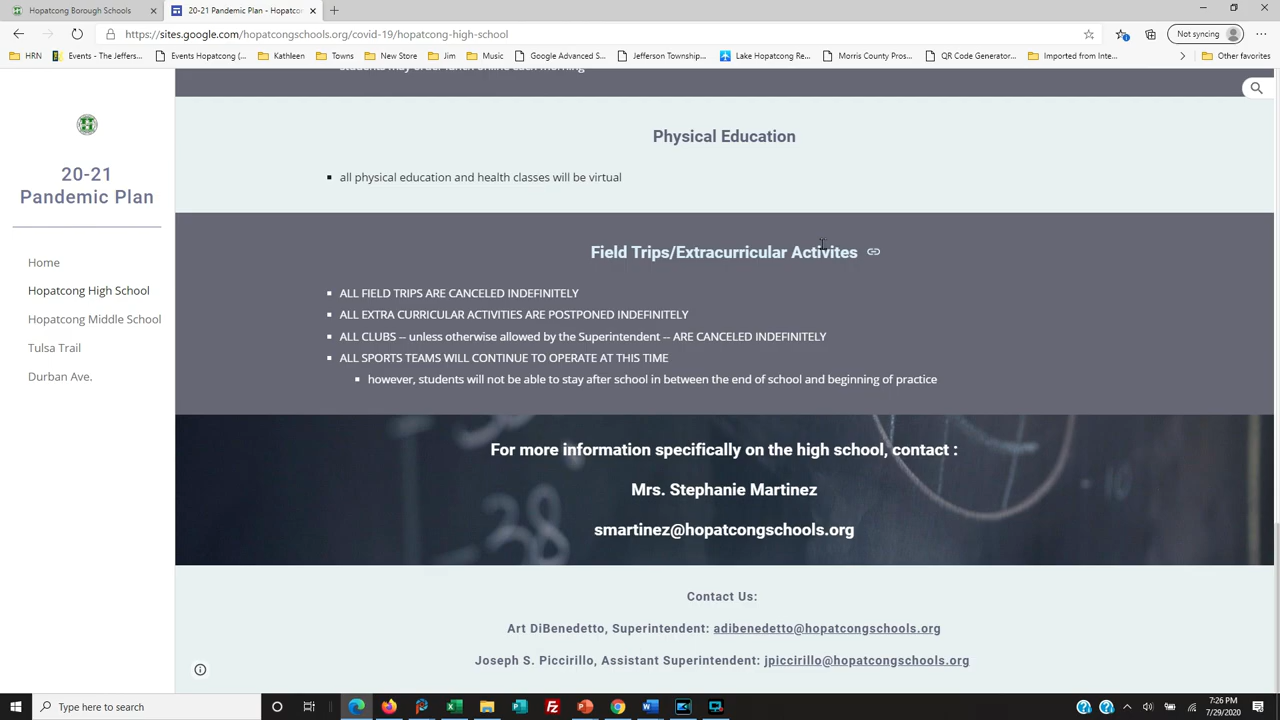 Hopatcong Borough Schools
20-21 Pandemic Plan - Hopatcong
https://sites.google.com/hopatcongschools.org/covid-19/hopatcong-high-school
Not syncing
HRN
Events - The Jeffers...
Events Hopatcong (...
Kathleen
Towns
New Store
Jim
Music
Google Advanced S...
Jefferson Township...
Lake Hopatcong Re...
Morris County Pros...
QR Code Generator...
Imported from Inte...
Other favorites
20-21
Pandemic Plan
Home
Hopatcong High School
Hopatcong Middle School
Tulsa Trail
Durban Ave.
Physical Education
all physical education and health classes will be virtual
Field Trips/Extracurricular Activites
ALL FIELD TRIPS ARE CANCELED INDEFINITELY
ALL EXTRA CURRICULAR ACTIVITIES ARE POSTPONED INDEFINITELY
ALL CLUBS -- unless otherwise allowed by the Superintendent -- ARE CANCELED INDEFINITELY
ALL SPORTS TEAMS WILL CONTINUE TO OPERATE AT THIS TIME
however, students will not be able to stay after school in between the end of school and beginning of practice
For more information specifically on the high school, contact :
Mrs. Stephanie Martinez
smartinez@hopatcongschools.org
Contact Us:
Art DiBenedetto, Superintendent: adibenedetto@hopatcongschools.org
Joseph S. Piccirillo, Assistant Superintendent: jpiccirillo@hopatcongschools.org
Type here to search
7:26 PM
7/29/2020